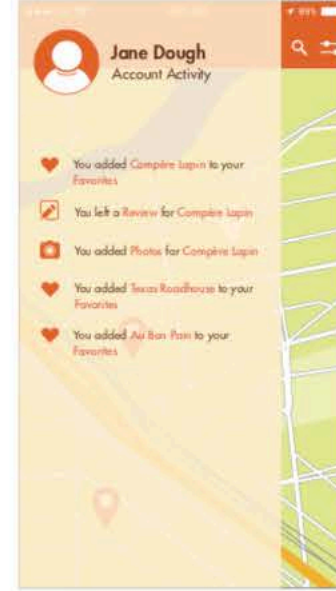 89%
Jane Dough
Account Activity
You added Compère Lapin to your
Favorites
You left a Review for Compère Lapin
You added Photos for Compère Lapin
You added Texas Roadhouse to your
Favorites
You added Au Bon Pain to your
Favorites